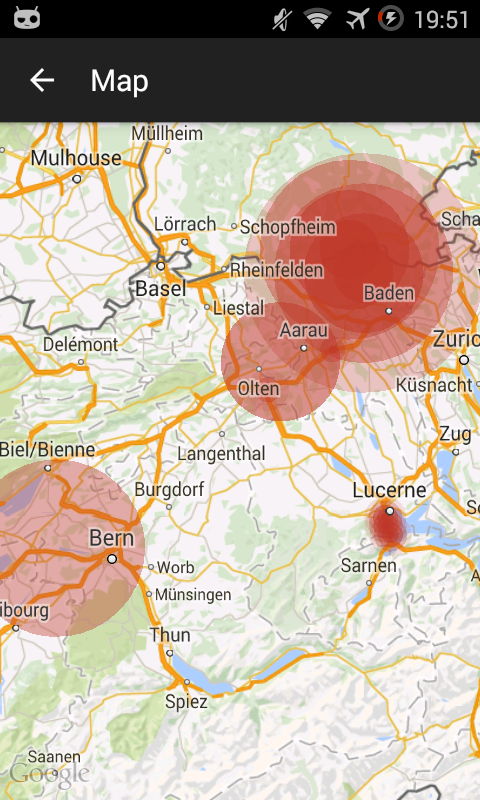 19:51
Map
Müllheim
Mulhouse
Lörrach
Schopfheim
Scha
Rheinfelden
Basel
Baden
Liestal
Aarau
Zuric
Delémont
Olten
Küsnacht
Zug
Biel/Bienne
Langenthal
Burgdorf
Lucerne
Sc
Bern
Worb
Sarnen
A
Münsingen
ibourg
Thun
Spiez
Saanen
Google